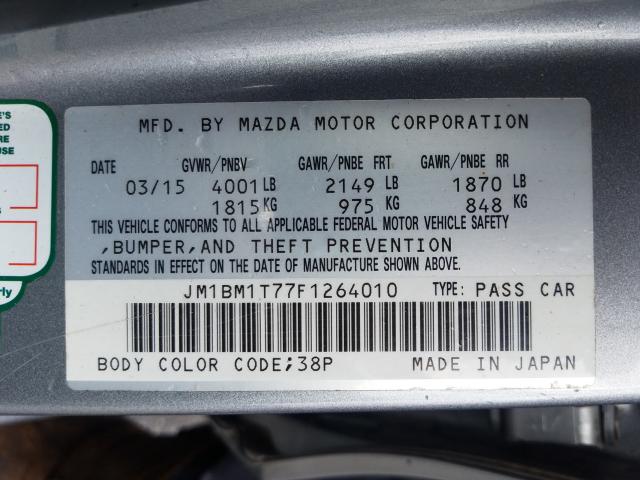 MFD. BY MAZDA MOTOR CORPORATION
DATE GVWR/PNBV GAWR/PNBE FRT GAWR/PNBE RR
03/15 4001 LB 2149 LB 1870 LB
1815 KG 975 KG 848 KG
THIS VEHICLE CONFORMS TO ALL APPLICABLE FEDERAL MOTOR VEHICLE SAFETY
,BUMPER,AND THEFT PREVENTION
STANDARDS IN EFFECT ON THE DATE OF MANUFACTURE SHOWN ABOVE.
JM1BM1T77F1264010 TYPE: PASS CAR
BODY COLOR CODE;38P MADE IN JAPAN